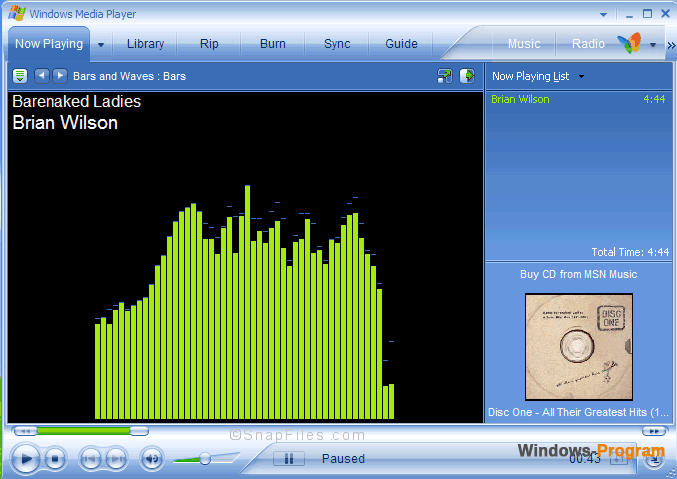 Windows Media Player
Now Playing Library Rip Burn Sync Guide Music Radio
Bars and Waves : Bars
Now Playing List
Barenaked Ladies
Brian Wilson
Brian Wilson 4:44
Total Time: 4:44
Buy CD from MSN Music
DISC ONE
Disc One - All Their Greatest Hits (1...
©SnapFiles.com
Paused
00:43
Windows-Program